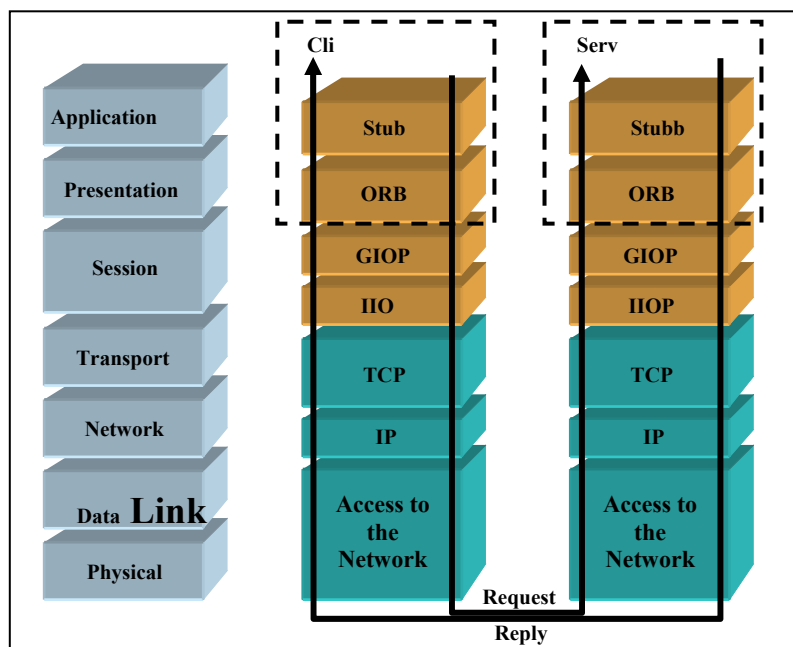 Cli
Serv
Application
Presentation
Session
Transport
Network
Data Link
Physical
Stub
ORB
GIOP
IIO
TCP
IP
Access to
the
Network
Stubb
ORB
GIOP
IIOP
TCP
IP
Access to
the
Network
Request
Reply